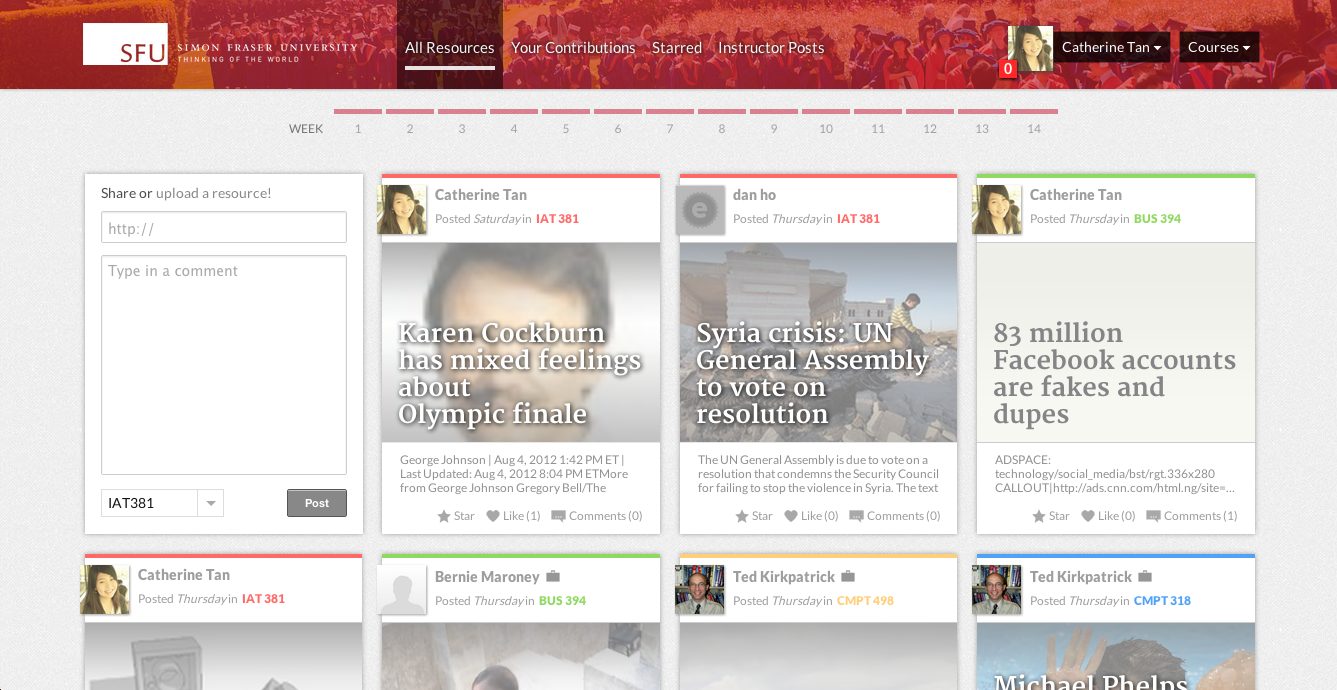 SFU
SIMON FRASER UNIVERSITY
THINKING OF THE WORLD
All Resources
Your Contributions
Starred
Instructor Posts
0
Catherine Tan
Courses
WEEK
1
2
3
4
5
6
7
8
9
10
11
12
13
14
Share or upload a resource!
http://
Type in a comment
IAT381
Post
Catherine Tan
Posted Saturday in IAT 381
Karen Cockburn
has mixed feelings
about
Olympic finale
George Johnson | Aug 4, 2012 1:42 PM ET |
Last Updated: Aug 4, 2012 8:04 PM ETMore
from George Johnson Gregory Bell/The
Star
Like (1)
Comments (0)
dan ho
Posted Thursday in IAT 381
Syria crisis: UN
General Assembly
to vote on
resolution
The UN General Assembly is due to vote on a
resolution that condemns the Security Council
for failing to stop the violence in Syria. The text
Star
Like (0)
Comments (0)
Catherine Tan
Posted Thursday in BUS 394
83 million
Facebook accounts
are fakes and
dupes
ADSPACE:
technology/social_media/bst/rgt.336x280
CALLOUT|http://ads.cnn.com/html.ng/site=...
Star
Like (0)
Comments (1)
Catherine Tan
Posted Thursday in IAT 381
Bernie Maroney
Posted Thursday in BUS 394
Ted Kirkpatrick
Posted Thursday in CMPT 498
Ted Kirkpatrick
Posted Thursday in CMPT 318
Michael Phelps